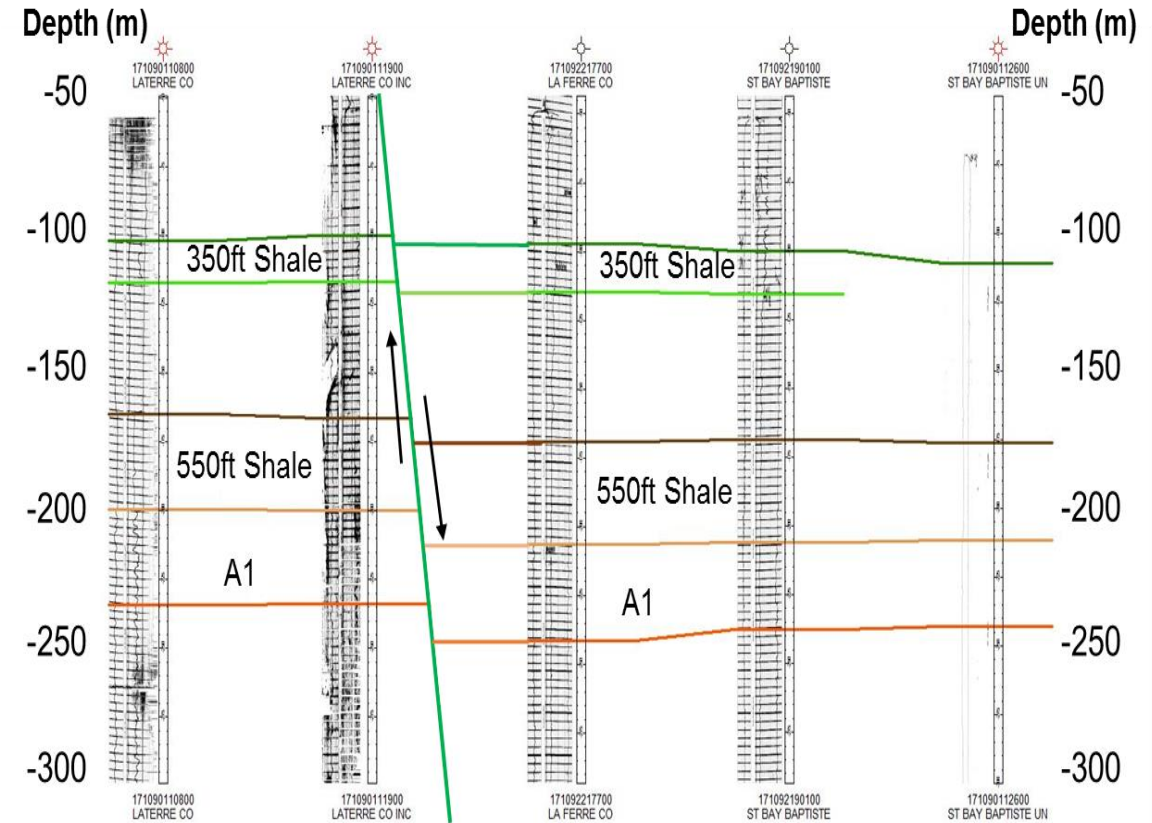 Depth (m)
Depth (m)
171090110800
LATERRE CO
171090111900
LATERRE CO INC
171092217700
LA FERRE CO
171092190100
ST BAY BAPTISTE
171090112600
ST BAY BAPTISTE UN
-50
-50
-100
-100
350ft Shale
350ft Shale
-150
-150
550ft Shale
550ft Shale
-200
-200
A1
A1
-250
-250
-300
-300
171090110800
LATERRE CO
171090111900
LATERRE CO INC
171092217700
LA FERRE CO
171092190100
ST BAY BAPTISTE
171090112600
ST BAY BAPTISTE UN